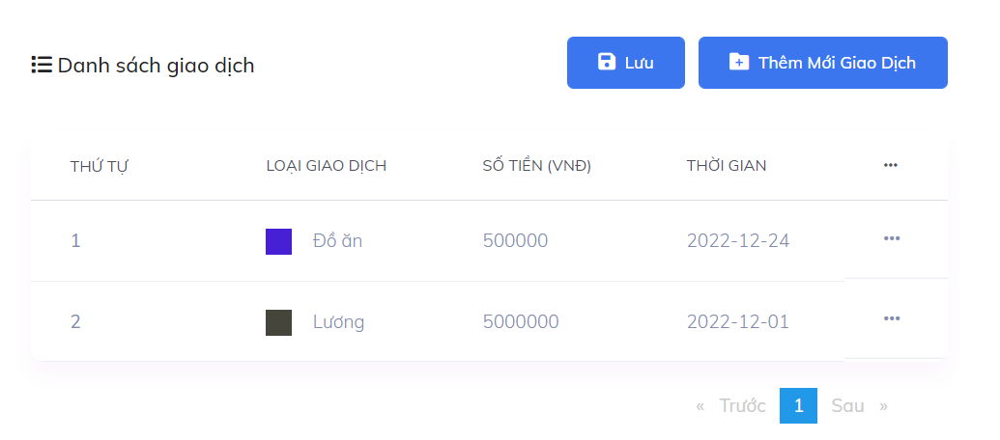 Danh sách giao dịch
Lưu
Thêm Mới Giao Dịch
THỨ TỰ LOẠI GIAO DỊCH SỐ TIỀN (VNĐ) THỜI GIAN •••
1 Đồ ăn 500000 2022-12-24 •••
2 Lương 5000000 2022-12-01 •••
« Trước 1 Sau »